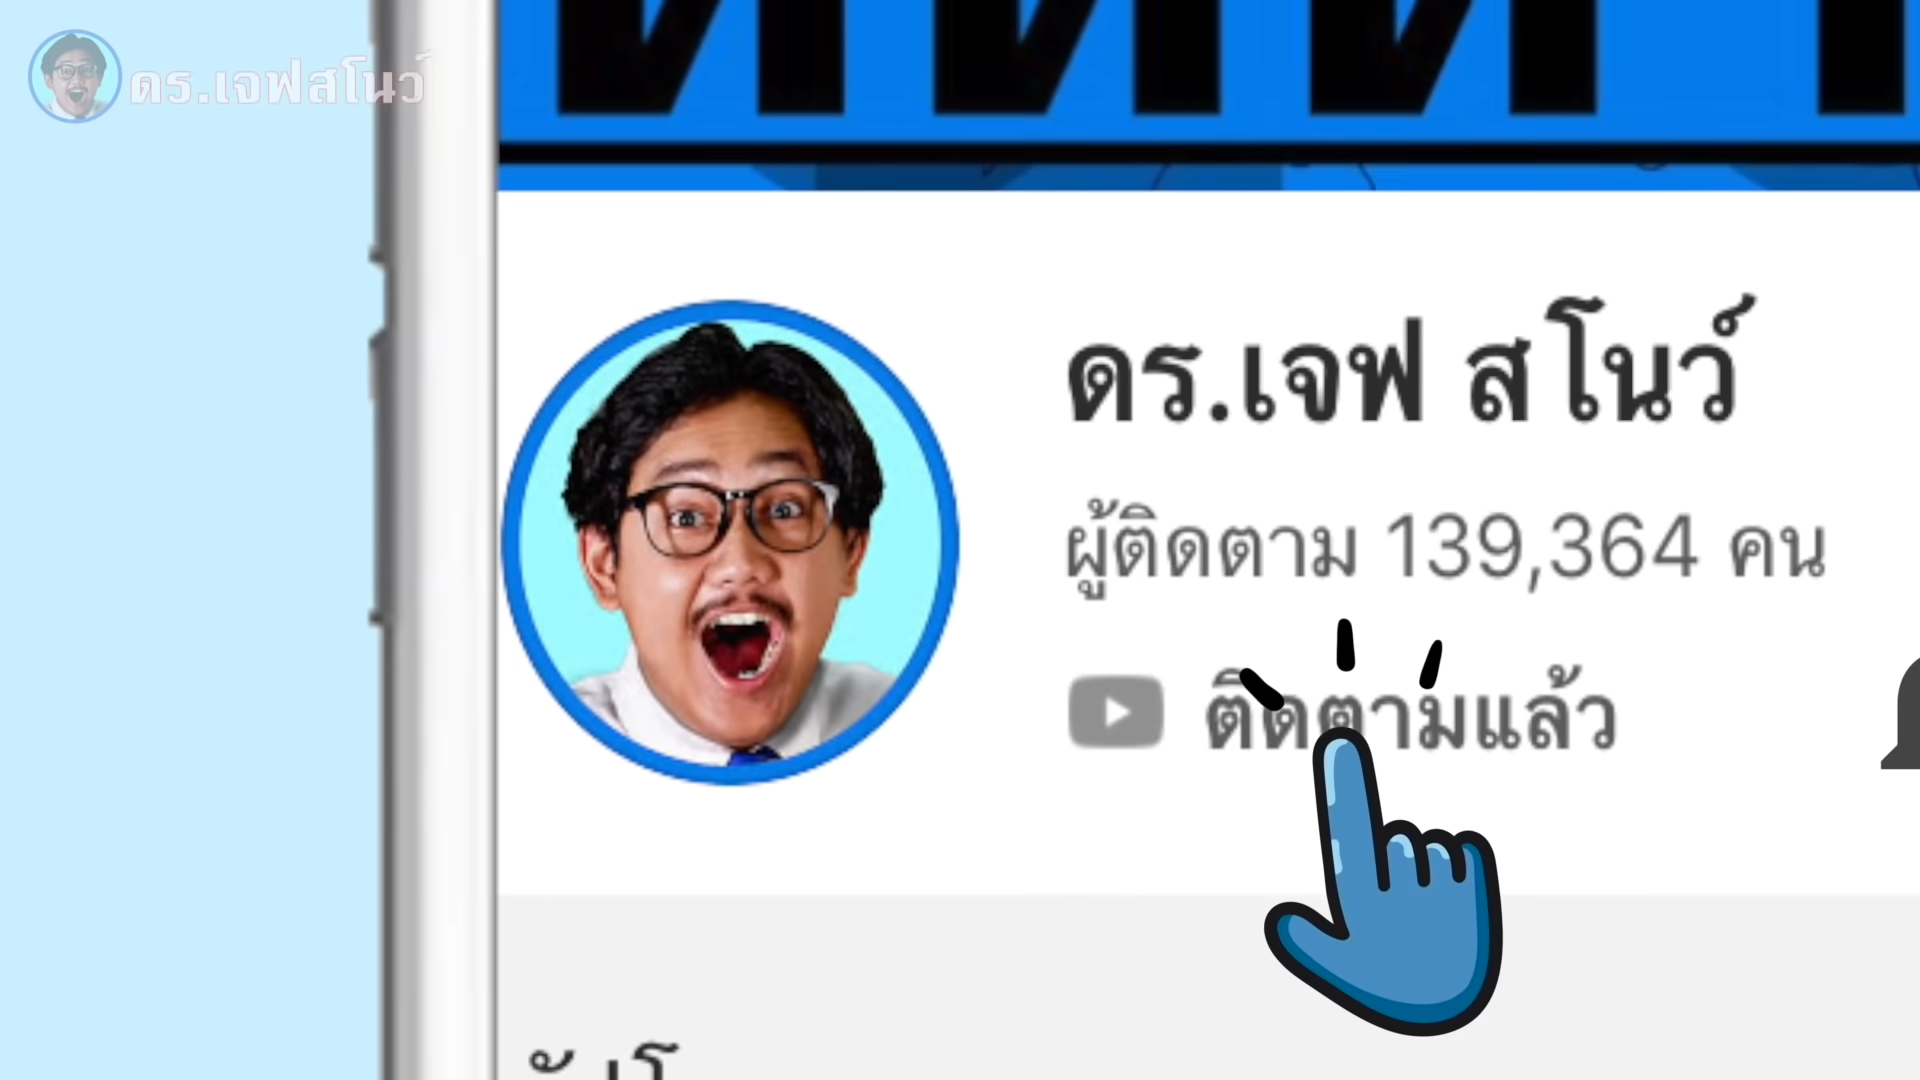 ดร.เจฟสโนว์
ดร.เจฟ สโนว์
ผู้ติดตาม 139,364 คน
ติดตามแล้ว